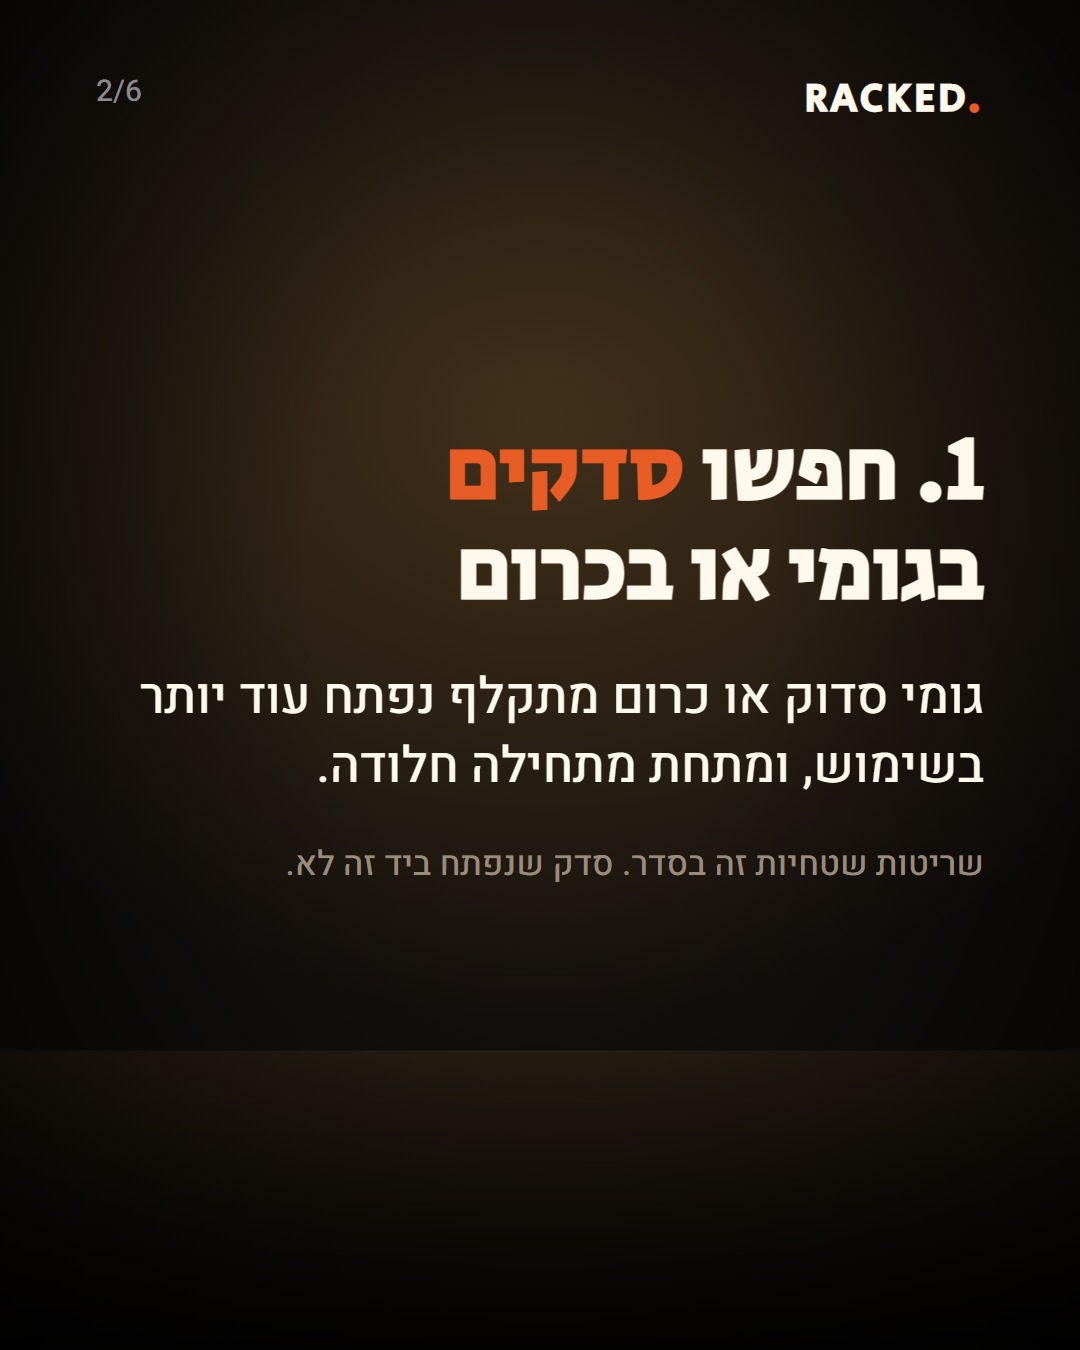 2/6
RACKED.
1. חפשו סדקים
בגומי או בכרום
גומי סדוק או כרום מתקלף נפתח עוד יותר
בשימוש, ומתחת מתחילה חלודה.
שריטות שטחיות זה בסדר. סדק שנפתח ביד זה לא.